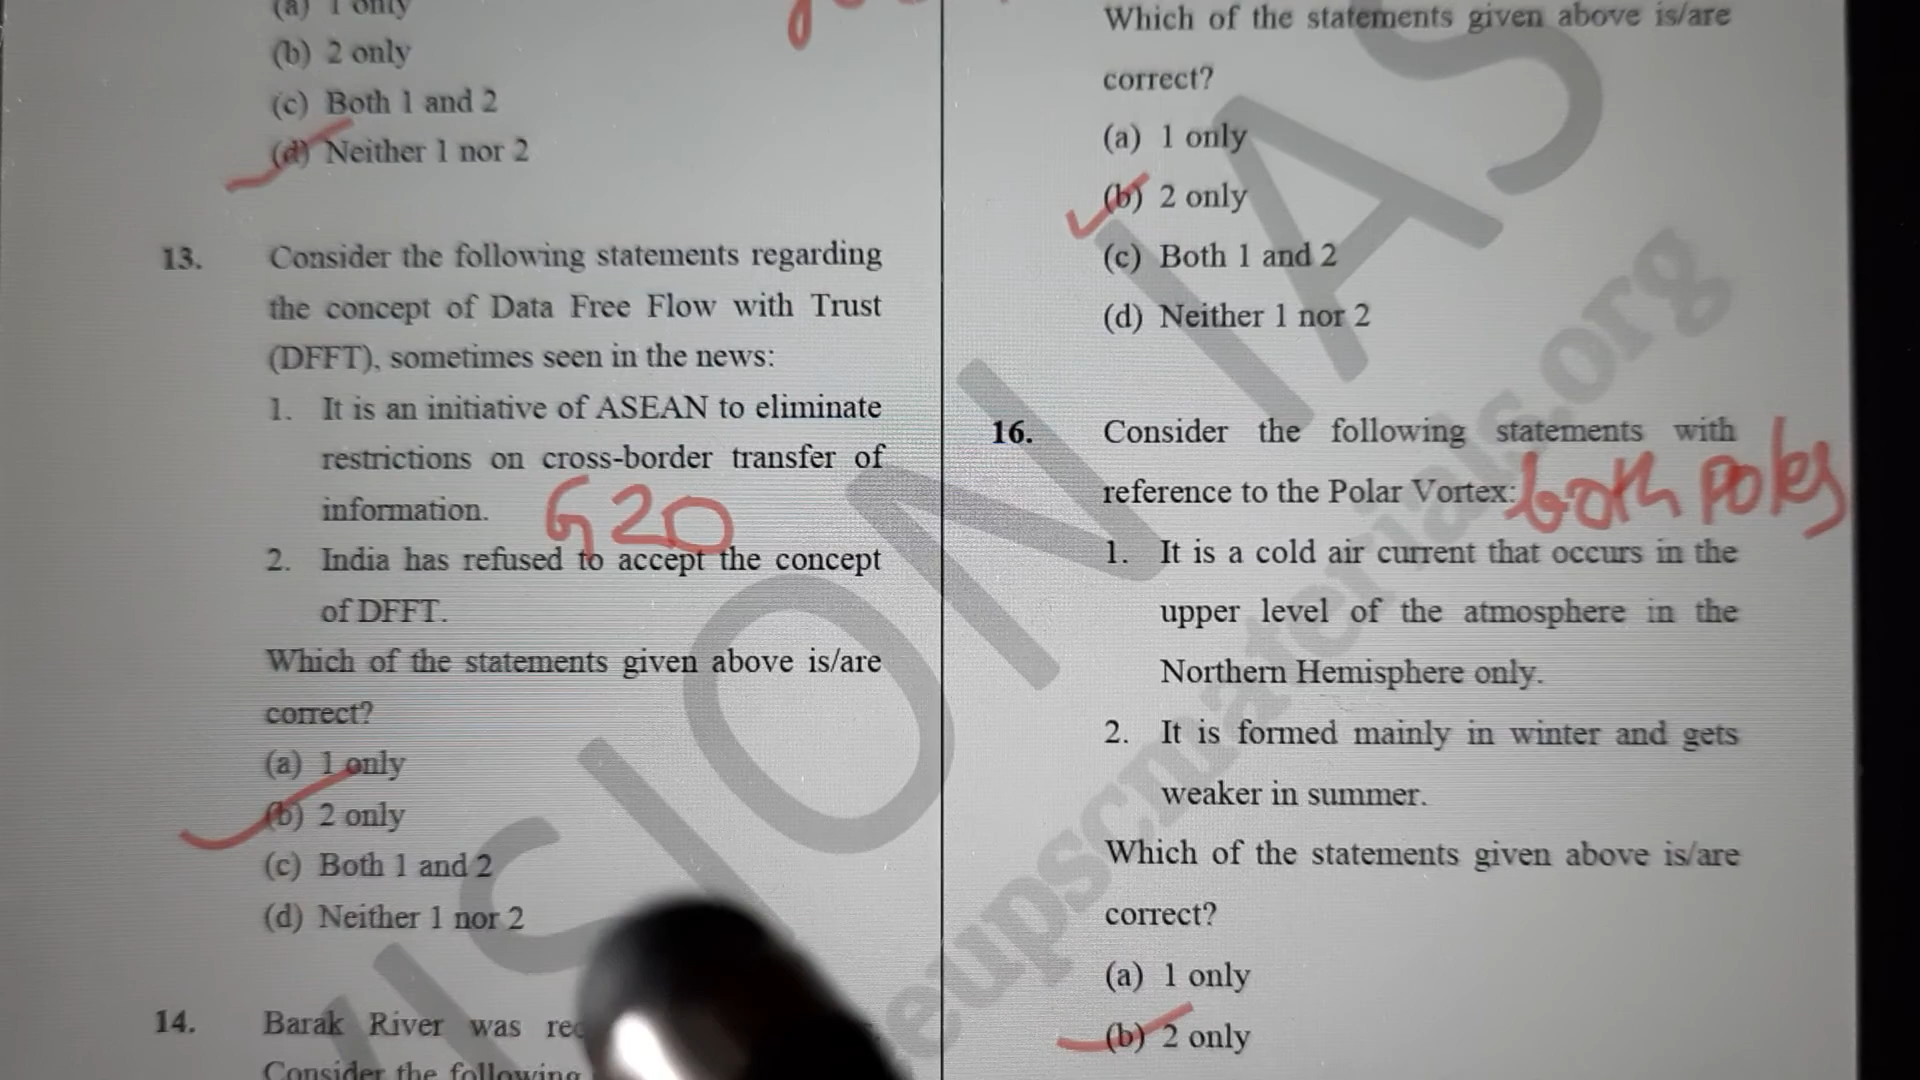 (a) 1 only
(b) 2 only
(c) Both 1 and 2
(d) Neither 1 nor 2
13. Consider the following statements regarding
the concept of Data Free Flow with Trust
(DFFT), sometimes seen in the news:
1. It is an initiative of ASEAN to eliminate
restrictions on cross-border transfer of
information. G20
2. India has refused to accept the concept
of DFFT.
Which of the statements given above is/are
correct?
(a) 1 only
(b) 2 only
(c) Both 1 and 2
(d) Neither 1 nor 2
14. Barak River was
Consider the following
Which of the statements given above is/are
correct?
(a) 1 only
(b) 2 only
(c) Both 1 and 2
(d) Neither 1 nor 2
16. Consider the following statements with
reference to the Polar Vortex: both poles
1. It is a cold air current that occurs in the
upper level of the atmosphere in the
Northern Hemisphere only.
2. It is formed mainly in winter and gets
weaker in summer.
Which of the statements given above is/are
correct?
(a) 1 only
(b) 2 only
VISION IAS